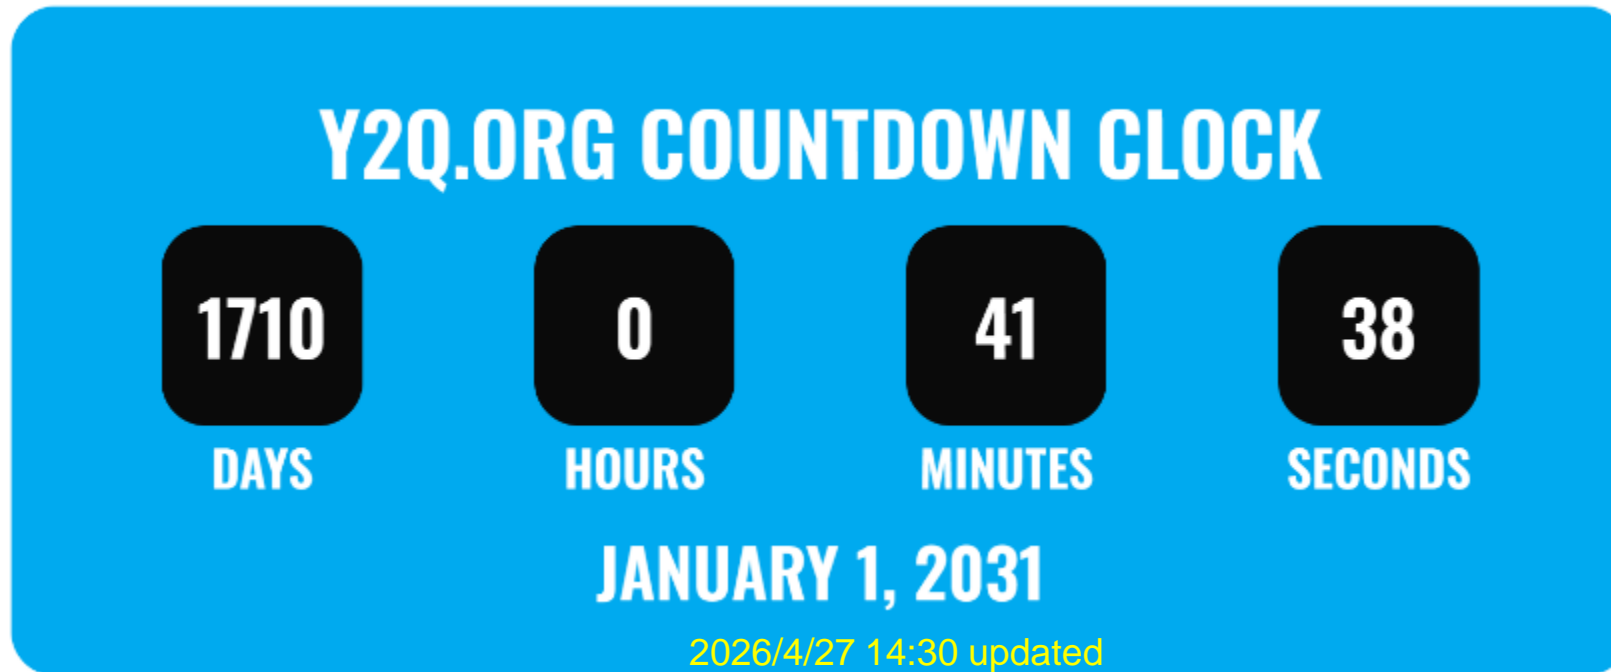 Y2Q.ORG COUNTDOWN CLOCK
1710 0 41 38
DAYS HOURS MINUTES SECONDS
JANUARY 1, 2031
2026/4/27 14:30 updated